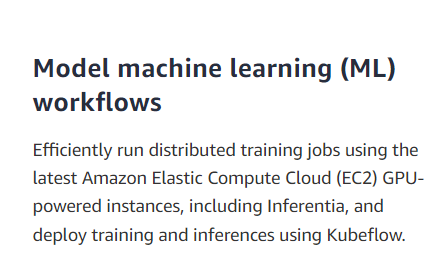 Model machine learning (ML)
workflows
Efficiently run distributed training jobs using the
latest Amazon Elastic Compute Cloud (EC2) GPU-
powered instances, including Inferentia, and
deploy training and inferences using Kubeflow.